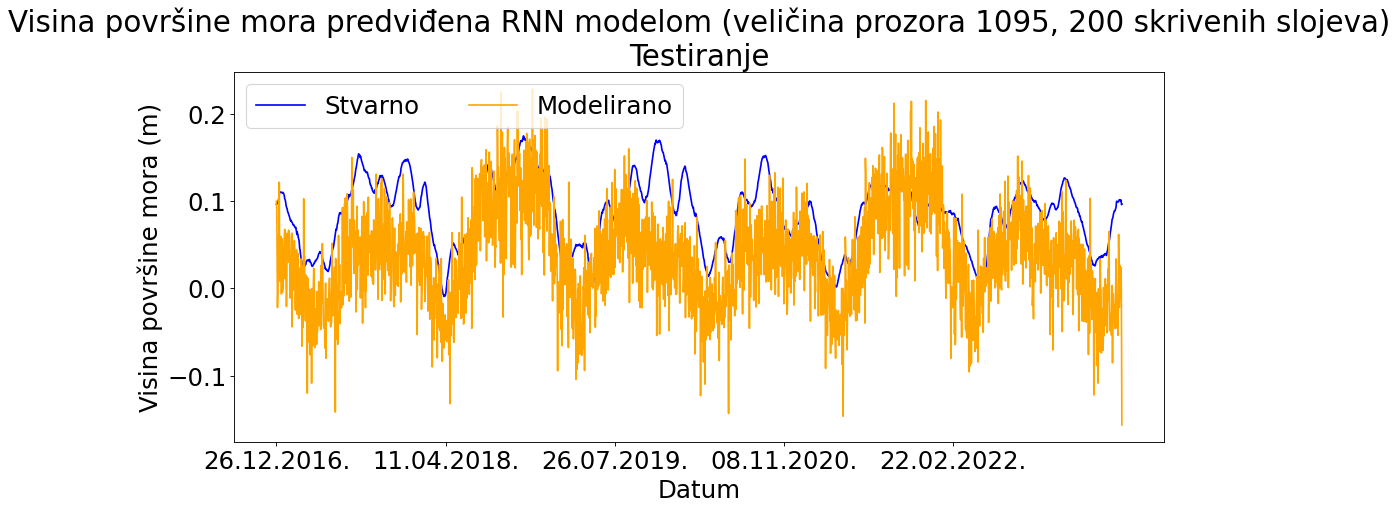 Visina površine mora predviđena RNN modelom (veličina prozora 1095, 200 skrivenih slojeva)
Testiranje
Stvarno
Modelirano
Visina površine mora (m)
0.2
0.1
0.0
−0.1
26.12.2016.
11.04.2018.
26.07.2019.
08.11.2020.
22.02.2022.
Datum